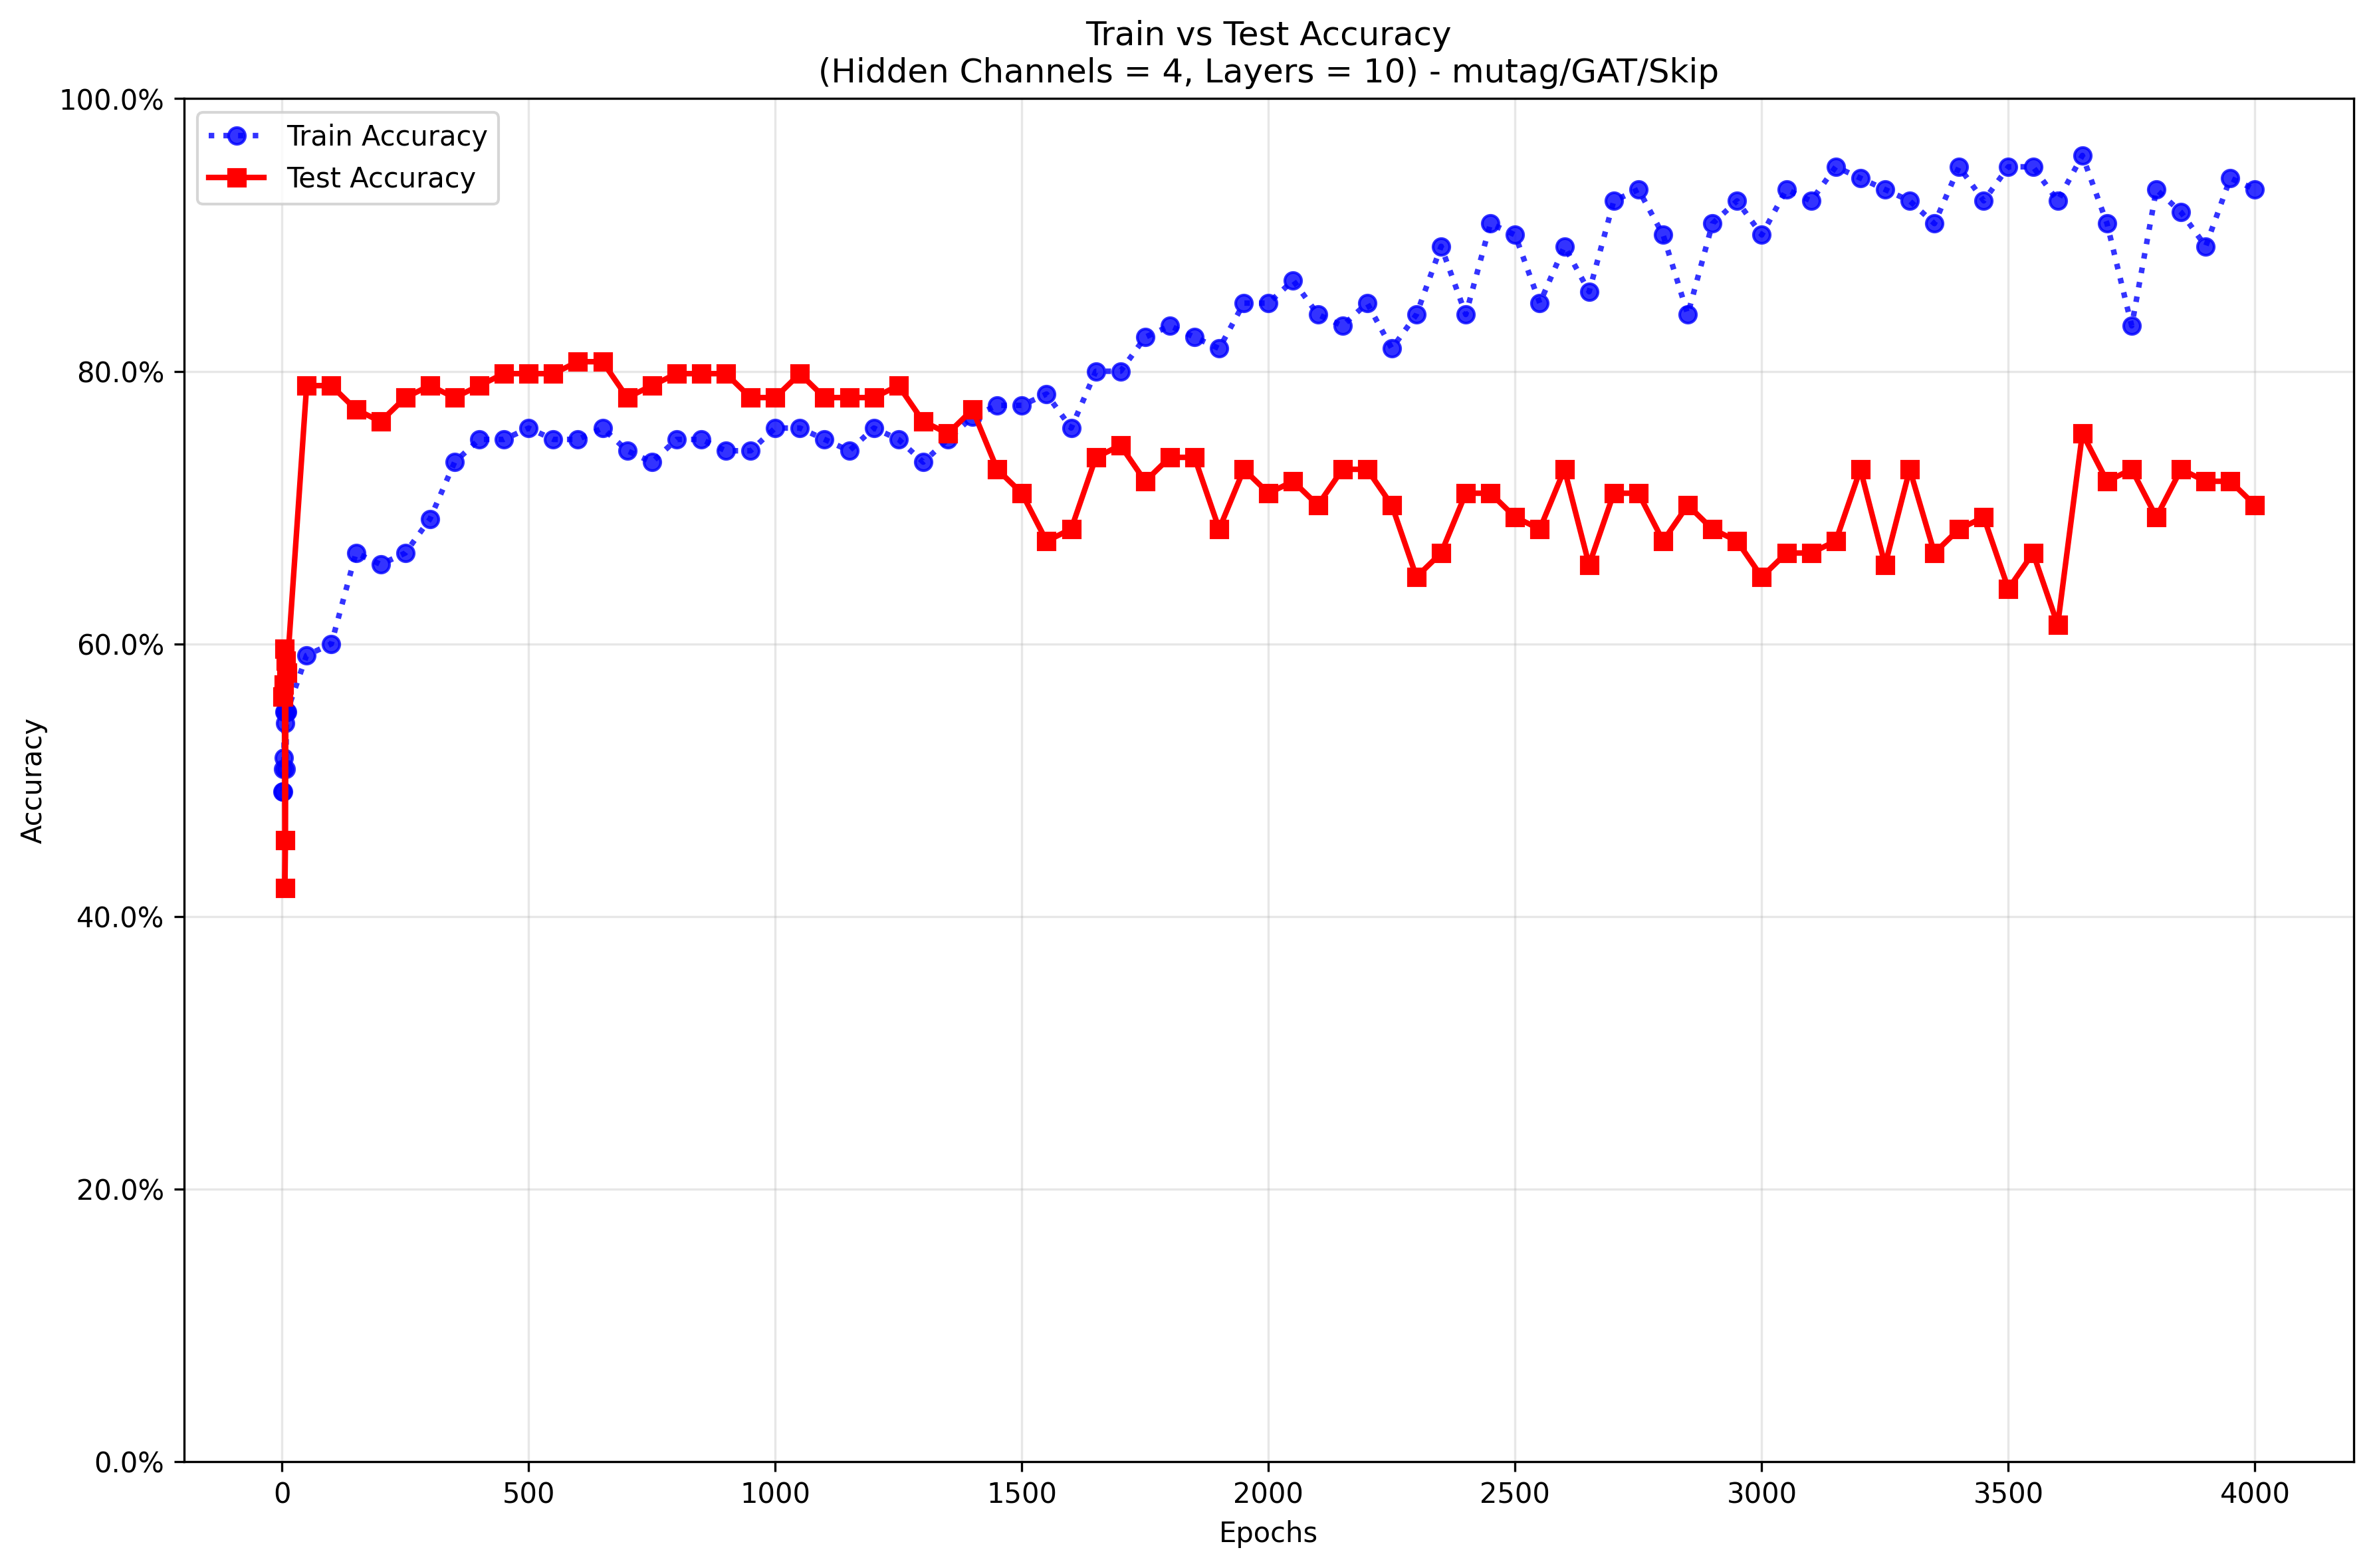 Train vs Test Accuracy
(Hidden Channels = 4, Layers = 10) - mutag/GAT/Skip
100.0%
80.0%
60.0%
40.0%
20.0%
0.0%
Accuracy
Train Accuracy
Test Accuracy
0 500 1000 1500 2000 2500 3000 3500 4000
Epochs